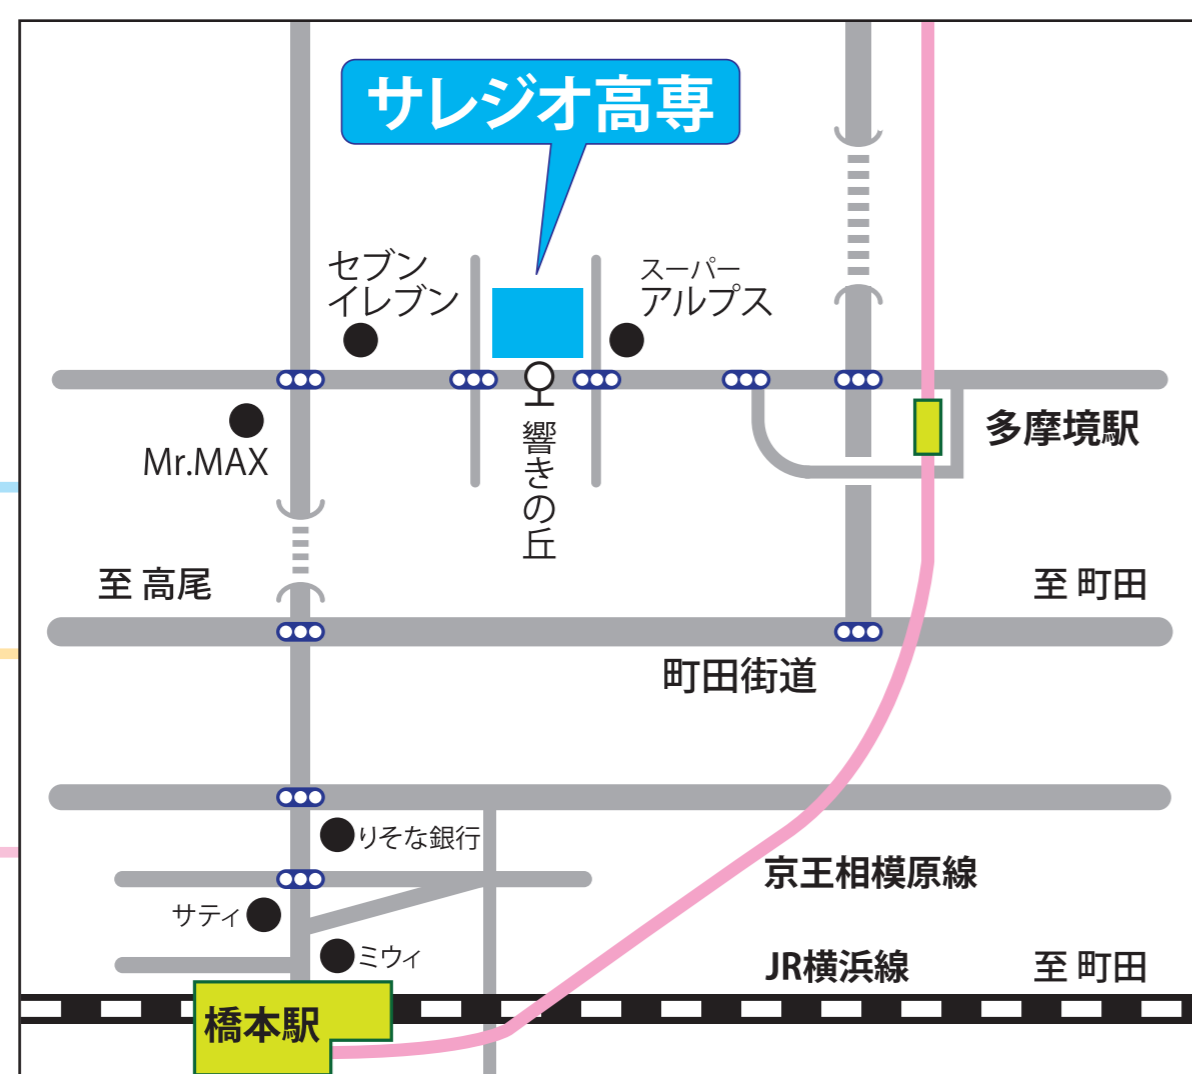 サレジオ高専
セブン
イレブン
スーパー
アルプス
Mr.MAX
響きの丘
多摩境駅
至 高尾
至 町田
町田街道
りそな銀行
京王相模原線
サティ
ミウィ
JR横浜線
至 町田
橋本駅